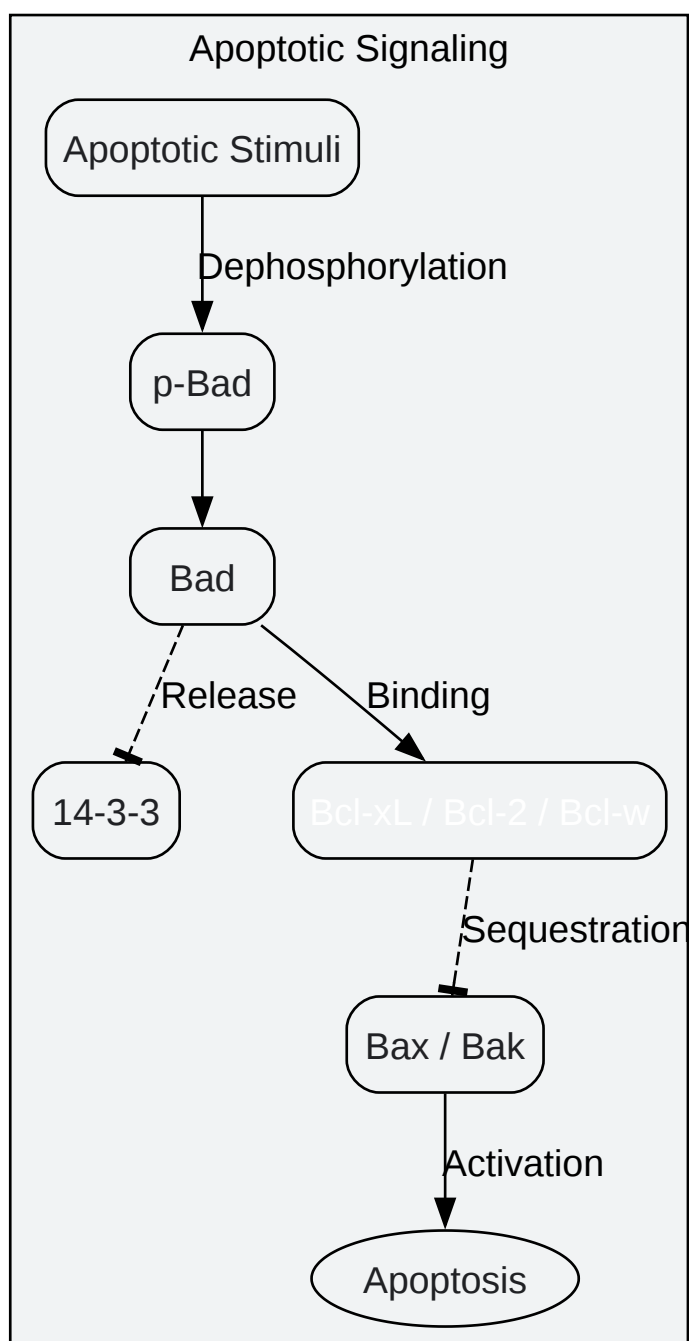 Apoptotic Signaling
Apoptotic Stimuli
Dephosphorylation
p-Bad
Bad
Release
Binding
14-3-3
Bcl-xL / Bcl-2 / Bcl-w
Sequestration
Bax / Bak
Activation
Apoptosis